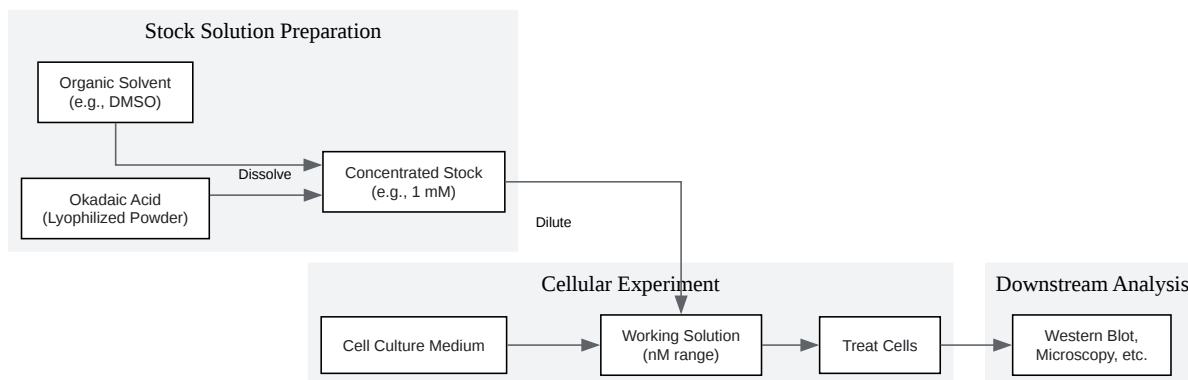 Stock Solution Preparation
Organic Solvent
(e.g., DMSO)
Dissolve
Concentrated Stock
(e.g., 1 mM)
Okadaic Acid
(Lyophilized Powder)
Dilute
Cellular Experiment
Downstream Analysis
Cell Culture Medium
Working Solution
(nM range)
Treat Cells
Western Blot,
Microscopy, etc.